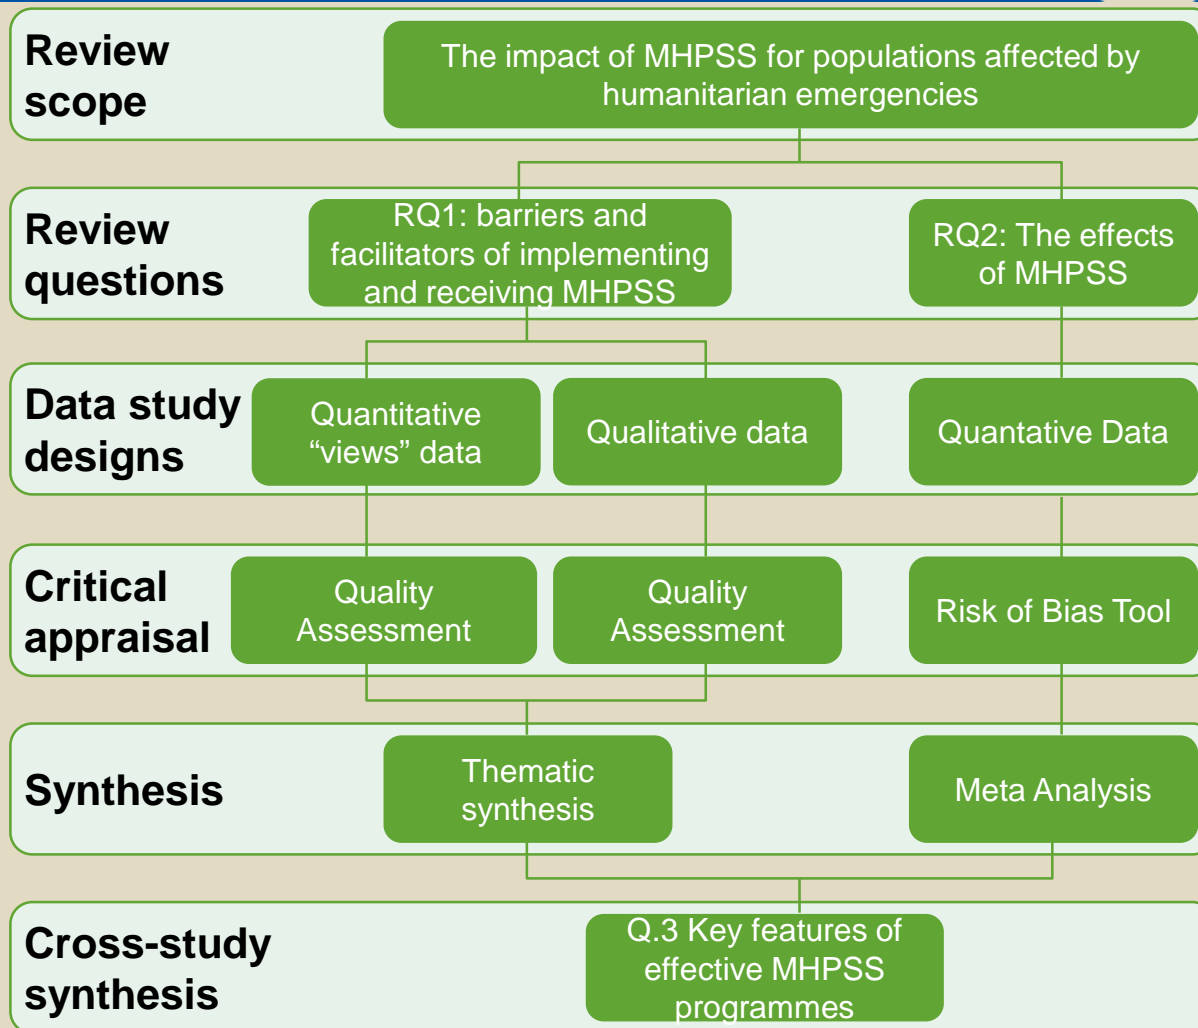 Review
scope
The impact of MHPSS for populations affected by
humanitarian emergencies
Review
questions
RQ1: barriers and
facilitators of implementing
and receiving MHPSS
RQ2: The effects
of MHPSS
Data study
designs
Quantitative
“views” data
Qualitative data
Quantative Data
Critical
appraisal
Quality
Assessment
Quality
Assessment
Risk of Bias Tool
Synthesis
Thematic
synthesis
Meta Analysis
Cross-study
synthesis
Q.3 Key features of
effective MHPSS
programmes